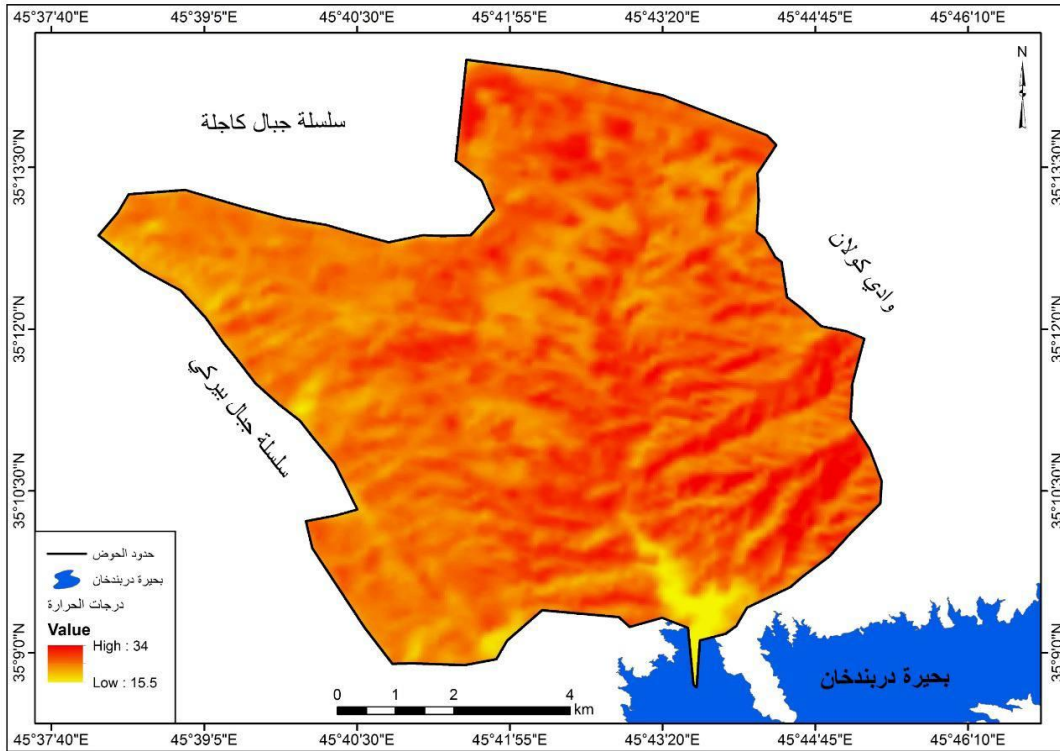 45°37'40"E 45°39'5"E 45°40'30"E 45°41'55"E 45°43'20"E 45°44'45"E 45°46'10"E
N
سلسلة جبال كاجلة
35°13'30"N 35°13'30"N
وادي كولان
35°12'0"N 35°12'0"N
سلسلة جبال بيركي
35°10'30"N 35°10'30"N
حدود الحوض
بحيرة دربندخان
درجات الحرارة
Value
High : 34
Low : 15.5
35°9'0"N 35°9'0"N
بحيرة دربندخان
0 1 2 4
km
45°37'40"E 45°39'5"E 45°40'30"E 45°41'55"E 45°43'20"E 45°44'45"E 45°46'10"E